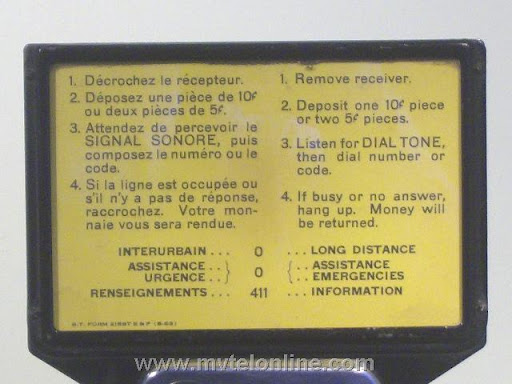 1. Décrochez le récepteur.
2. Déposez une pièce de 10¢
ou deux pièces de 5¢.
3. Attendez de percevoir le
SIGNAL SONORE, puis
composez le numéro ou le
code.
4. Si la ligne est occupée ou
s'il n'y a pas de réponse,
raccrochez. Votre mon-
naie vous sera rendue.
1. Remove receiver.
2. Deposit one 10¢ piece
or two 5¢ pieces.
3. Listen for DIAL TONE,
then dial number or
code.
4. If busy or no answer,
hang up. Money will
be returned.
INTERURBAIN ... 0 ... LONG DISTANCE
ASSISTANCE .. } 0 { .. ASSISTANCE
URGENCE .. } { .. EMERGENCIES
RENSEIGNEMENTS ... 411 ... INFORMATION
B.T. FORM
www.mytelonline.com